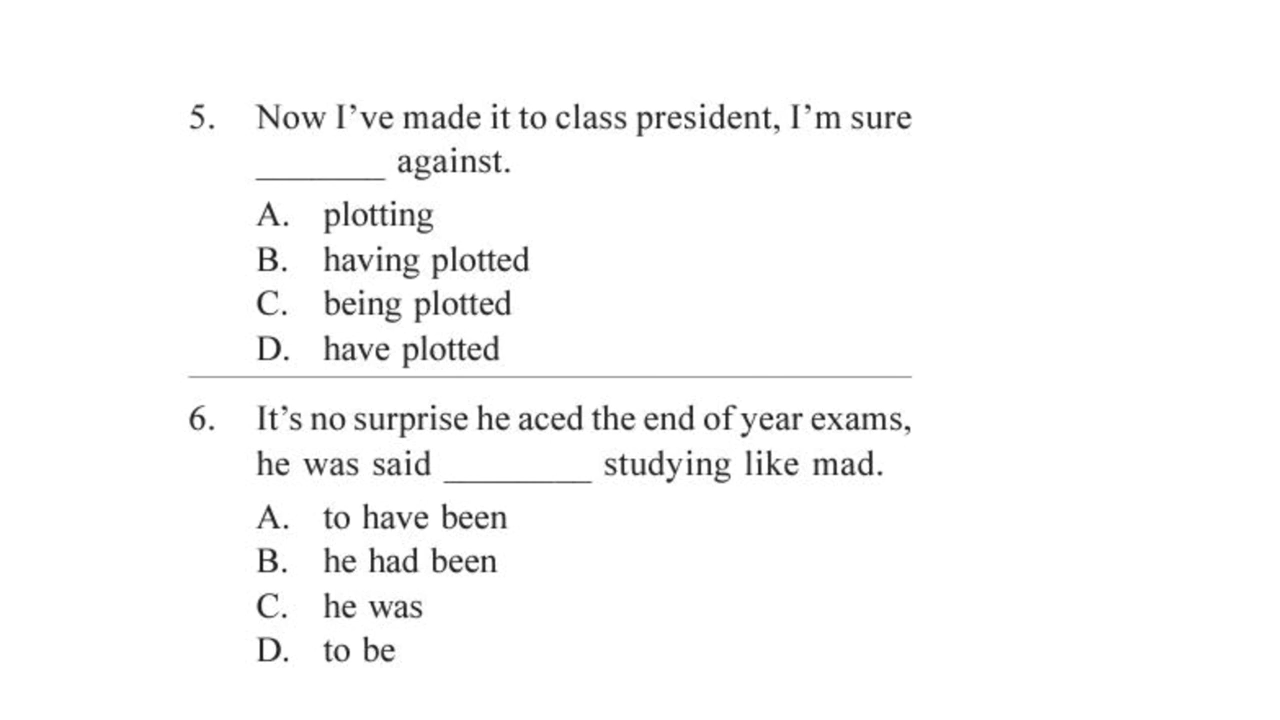 5. Now I’ve made it to class president, I’m sure
_______ against.
A. plotting
B. having plotted
C. being plotted
D. have plotted
6. It’s no surprise he aced the end of year exams,
he was said ________ studying like mad.
A. to have been
B. he had been
C. he was
D. to be